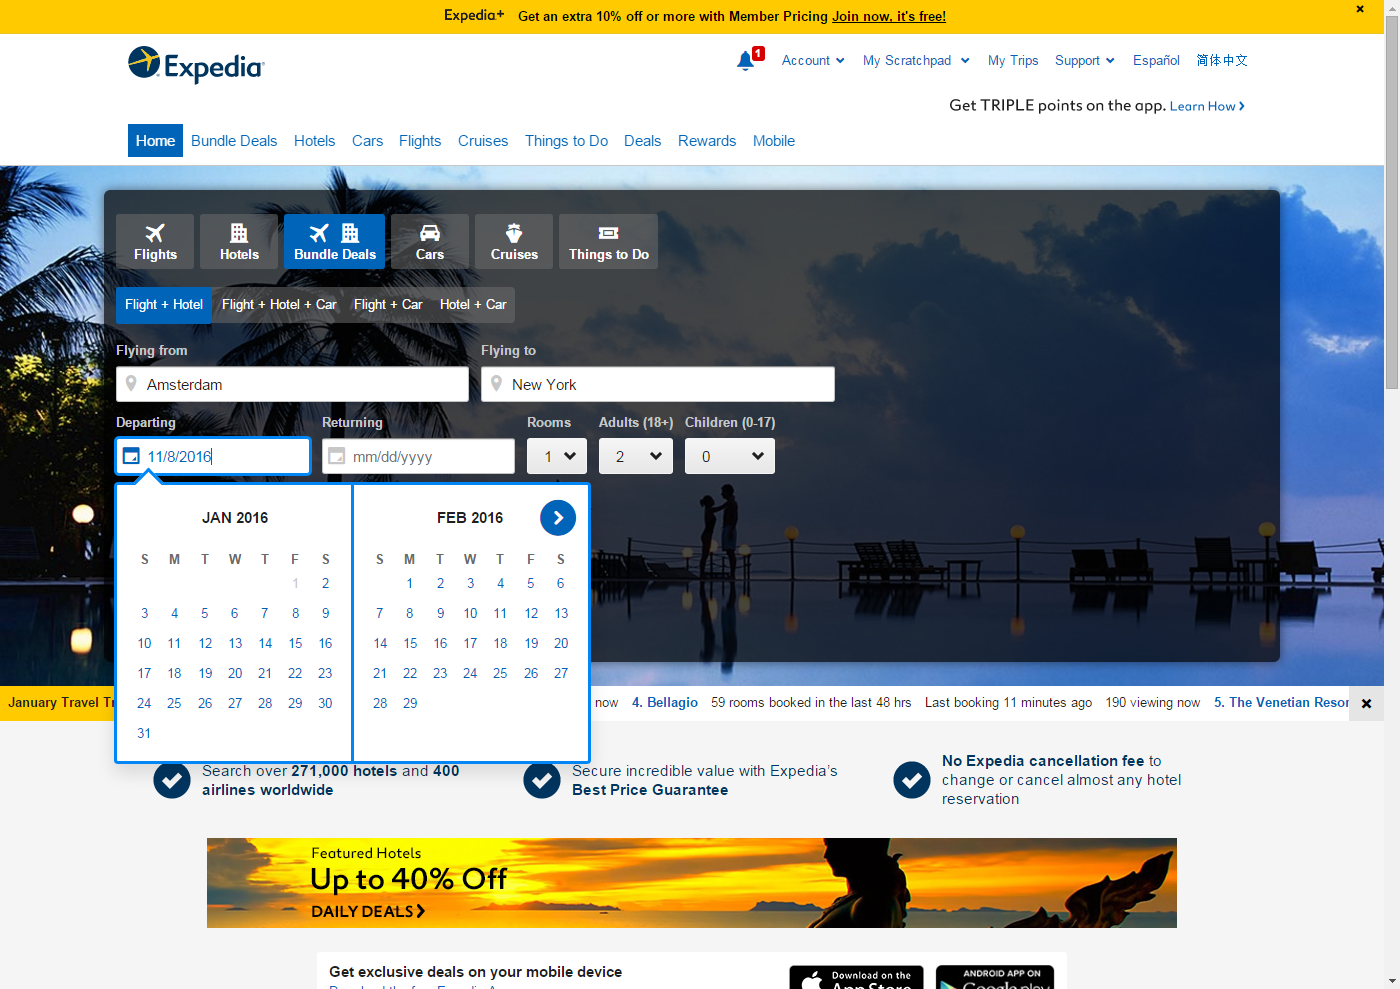 Expedia+ Get an extra 10% off or more with Member Pricing Join now, it's free!
Expedia
1 Account My Scratchpad My Trips Support Español 简体中文
Get TRIPLE points on the app. Learn How
Home Bundle Deals Hotels Cars Flights Cruises Things to Do Deals Rewards Mobile
Flights Hotels Bundle Deals Cars Cruises Things to Do
Flight + Hotel Flight + Hotel + Car Flight + Car Hotel + Car
Flying from Flying to
Amsterdam New York
Departing Returning Rooms Adults (18+) Children (0-17)
11/8/2016 mm/dd/yyyy 1 2 0
JAN 2016 FEB 2016
S M T W T F S S M T W T F S
1 2 1 2 3 4 5 6
3 4 5 6 7 8 9 7 8 9 10 11 12 13
10 11 12 13 14 15 16 14 15 16 17 18 19 20
17 18 19 20 21 22 23 21 22 23 24 25 26 27
24 25 26 27 28 29 30 28 29
31
January Travel now 4. Bellagio 59 rooms booked in the last 48 hrs Last booking 11 minutes ago 190 viewing now 5. The Venetian
Search over 271,000 hotels and 400
airlines worldwide
Secure incredible value with Expedia’s
Best Price Guarantee
No Expedia cancellation fee to
change or cancel almost any hotel
reservation
Featured Hotels
Up to 40% Off
DAILY DEALS
Get exclusive deals on your mobile device
Download on the
App Store
ANDROID APP ON
Google play